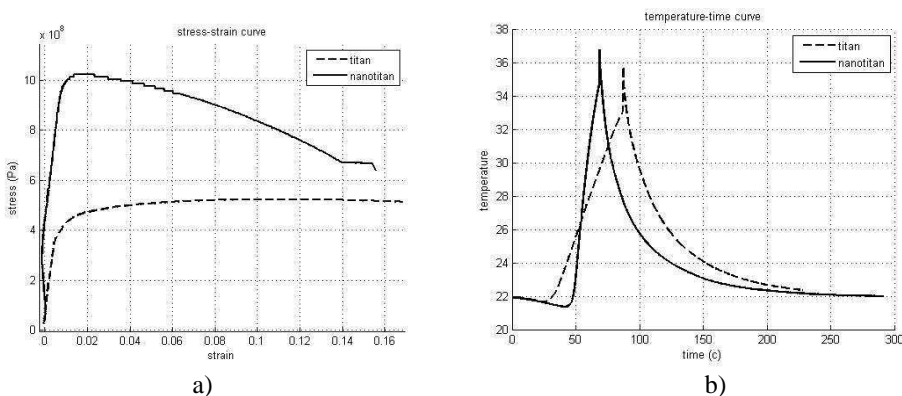 stress-strain curve
x 10^8
titan
nanotitan
10
8
6
4
2
0
stress (Pa)
0 0.02 0.04 0.06 0.08 0.1 0.12 0.14 0.16
strain
a)
temperature-time curve
titan
nanotitan
38
36
34
32
30
28
26
24
22
20
temperature
0 50 100 150 200 250 300
time (c)
b)